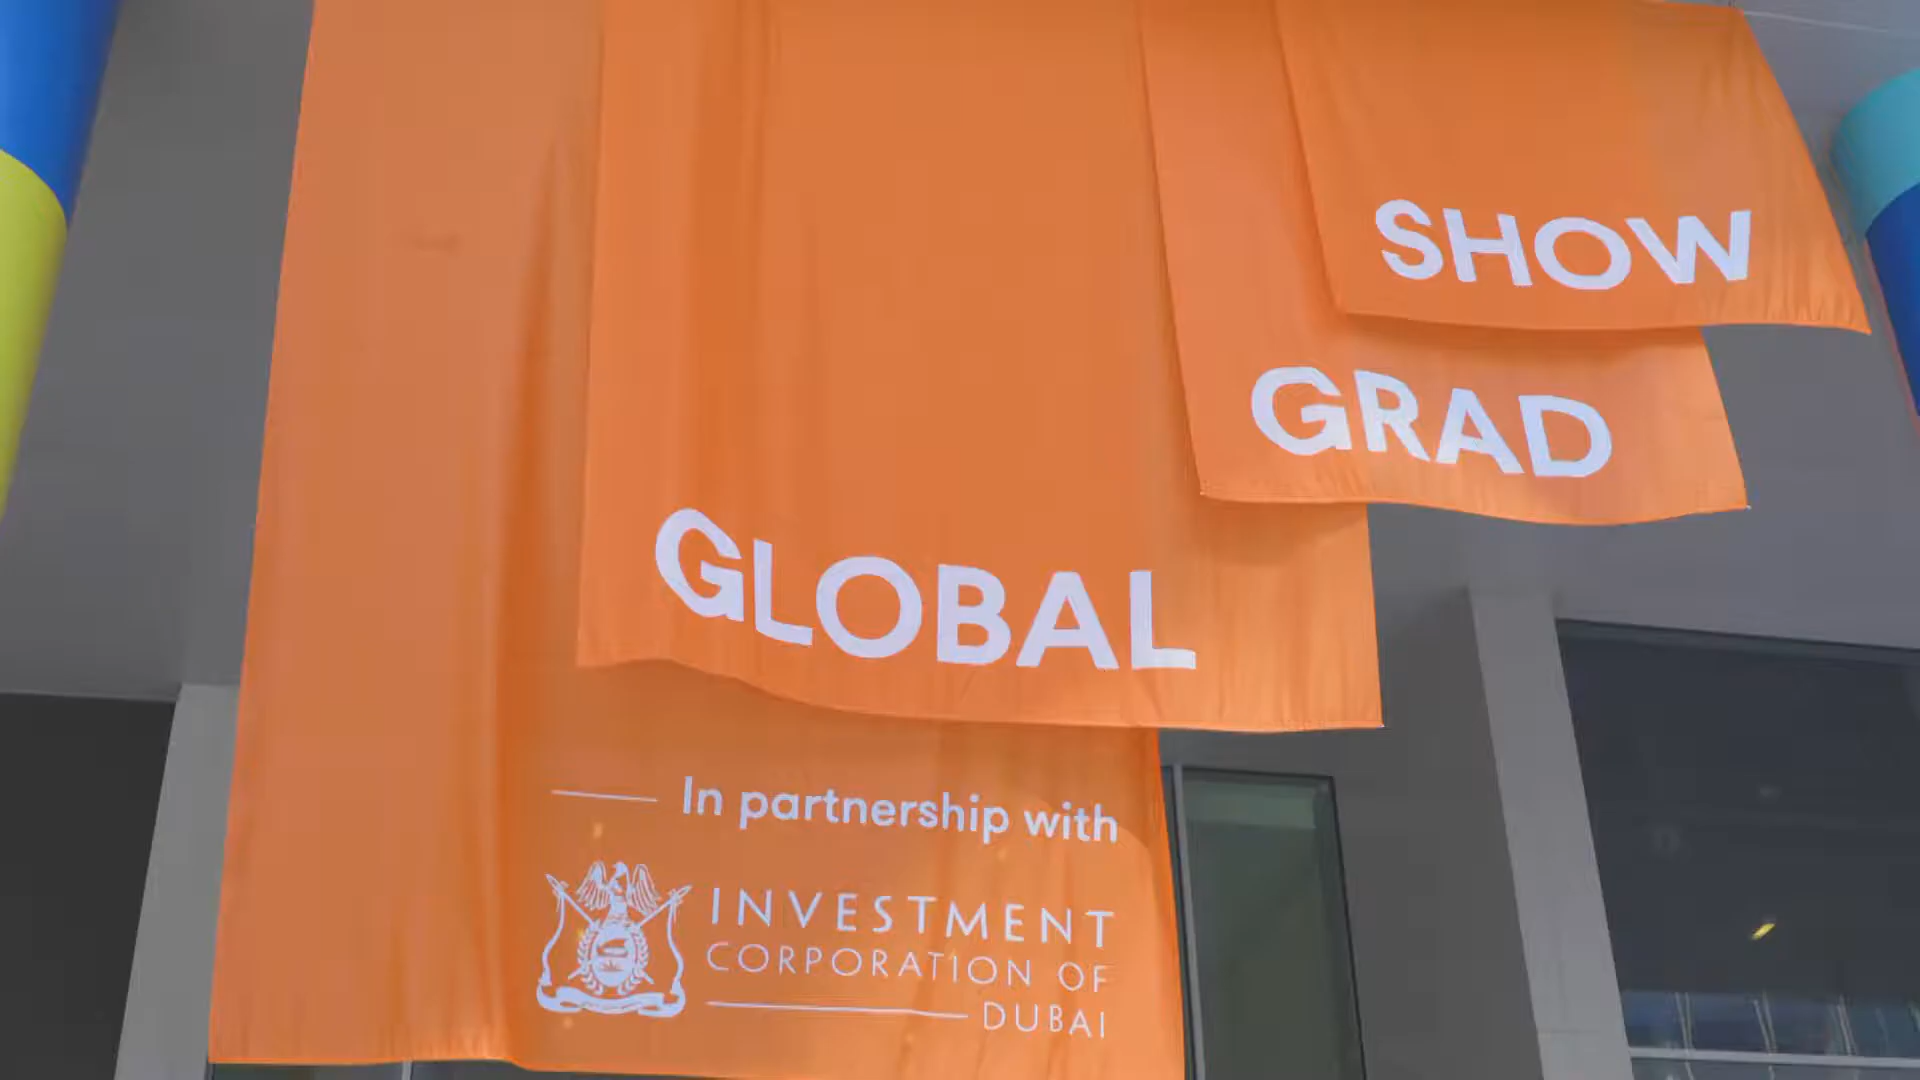 SHOW
GRAD
GLOBAL
In partnership with
INVESTMENT
CORPORATION OF
DUBAI